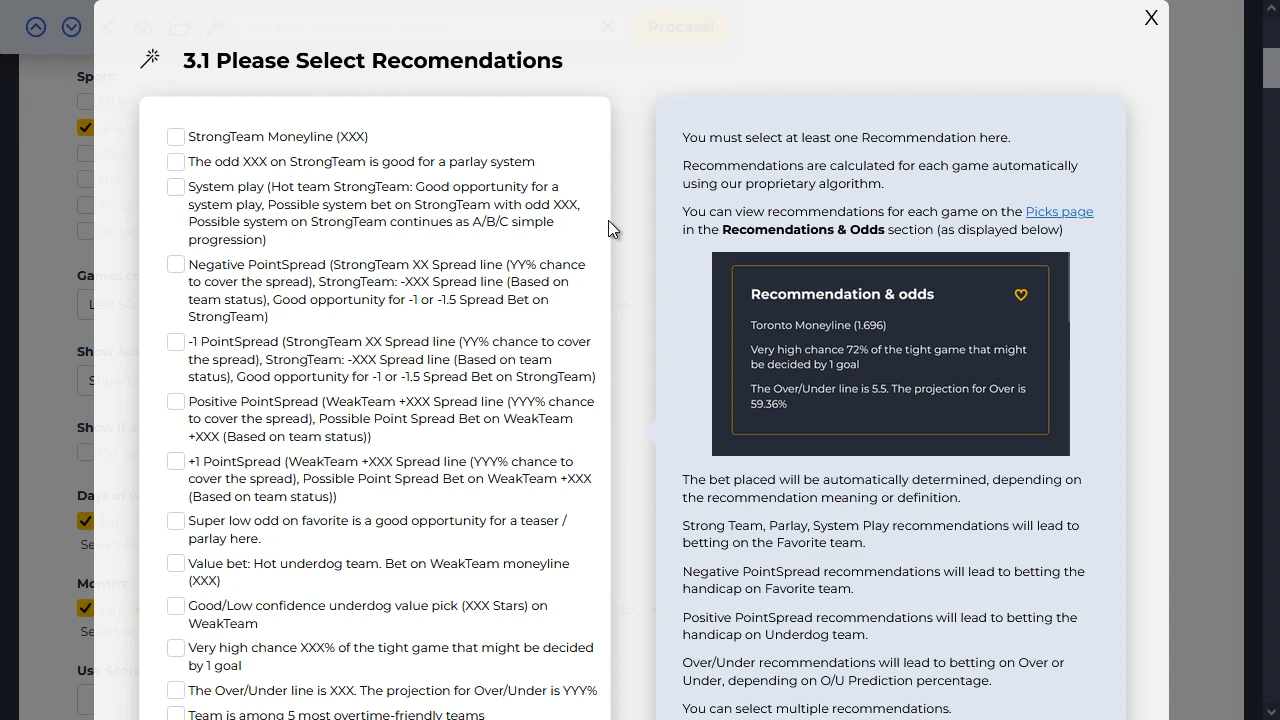 X
3.1 Please Select Recomendations
StrongTeam Moneyline (XXX)
The odd XXX on StrongTeam is good for a parlay system
System play (Hot team StrongTeam: Good opportunity for a
system play, Possible system bet on StrongTeam with odd XXX,
Possible system on StrongTeam continues as A/B/C simple
progression)
Negative PointSpread (StrongTeam XX Spread line (YY% chance
to cover the spread), StrongTeam: -XXX Spread line (Based on
team status), Good opportunity for -1 or -1.5 Spread Bet on
StrongTeam)
-1 PointSpread (StrongTeam XX Spread line (YY% chance to cover
the spread), StrongTeam: -XXX Spread line (Based on team
status), Good opportunity for -1 or -1.5 Spread Bet on StrongTeam)
Positive PointSpread (WeakTeam +XXX Spread line (YYY% chance
to cover the spread), Possible Point Spread Bet on WeakTeam
+XXX (Based on team status))
+1 PointSpread (WeakTeam +XXX Spread line (YYY% chance to
cover the spread), Possible Point Spread Bet on WeakTeam +XXX
(Based on team status))
Super low odd on favorite is a good opportunity for a teaser /
parlay here.
Value bet: Hot underdog team. Bet on WeakTeam moneyline
(XXX)
Good/Low confidence underdog value pick (XXX Stars) on
WeakTeam
Very high chance XXX% of the tight game that might be decided
by 1 goal
The Over/Under line is XXX. The projection for Over/Under is YYY%
Team is among 5 most overtime-friendly teams
You must select at least one Recommendation here.
Recommendations are calculated for each game automatically
using our proprietary algorithm.
You can view recommendations for each game on the Picks page
in the Recomendations & Odds section (as displayed below)
Recommendation & odds
Toronto Moneyline (1.696)
Very high chance 72% of the tight game that might
be decided by 1 goal
The Over/Under line is 5.5. The projection for Over is
59.36%
The bet placed will be automatically determined, depending on
the recommendation meaning or definition.
Strong Team, Parlay, System Play recommendations will lead to
betting on the Favorite team.
Negative PointSpread recommendations will lead to betting the
handicap on Favorite team.
Positive PointSpread recommendations will lead to betting the
handicap on Underdog team.
Over/Under recommendations will lead to betting on Over or
Under, depending on O/U Prediction percentage.
You can select multiple recommendations.